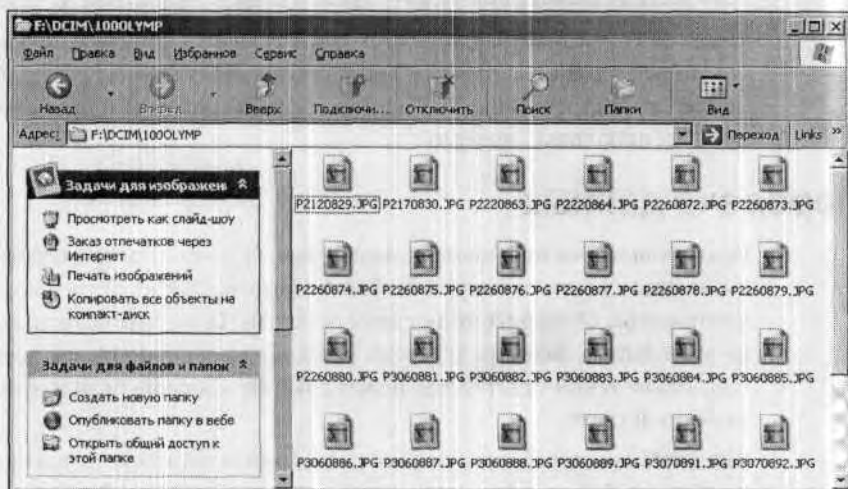 F:\DCIM\100OLYMP
Файл Правка Вид Избранное Сервис Справка
Назад Вперед Вверх Подключи... Отключить Поиск Папки Вид
Адрес: F:\DCIM\100OLYMP Переход Links »
Задачи для изображен
Просмотреть как слайд-шоу
Заказ отпечатков через
Интернет
Печать изображений
Копировать все объекты на
компакт-диск
Задачи для файлов и папок
Создать новую папку
Опубликовать папку в вебе
Открыть общий доступ к
этой папке
P2120829.JPG P2170830.JPG P2220863.JPG P2220864.JPG P2260872.JPG P2260873.JPG
P2260874.JPG P2260875.JPG P2260876.JPG P2260877.JPG P2260878.JPG P2260879.JPG
P2260880.JPG P3060881.JPG P3060882.JPG P3060883.JPG P3060884.JPG P3060885.JPG
P3060886.JPG P3060887.JPG P3060888.JPG P3060889.JPG P3070891.JPG P3070892.JPG